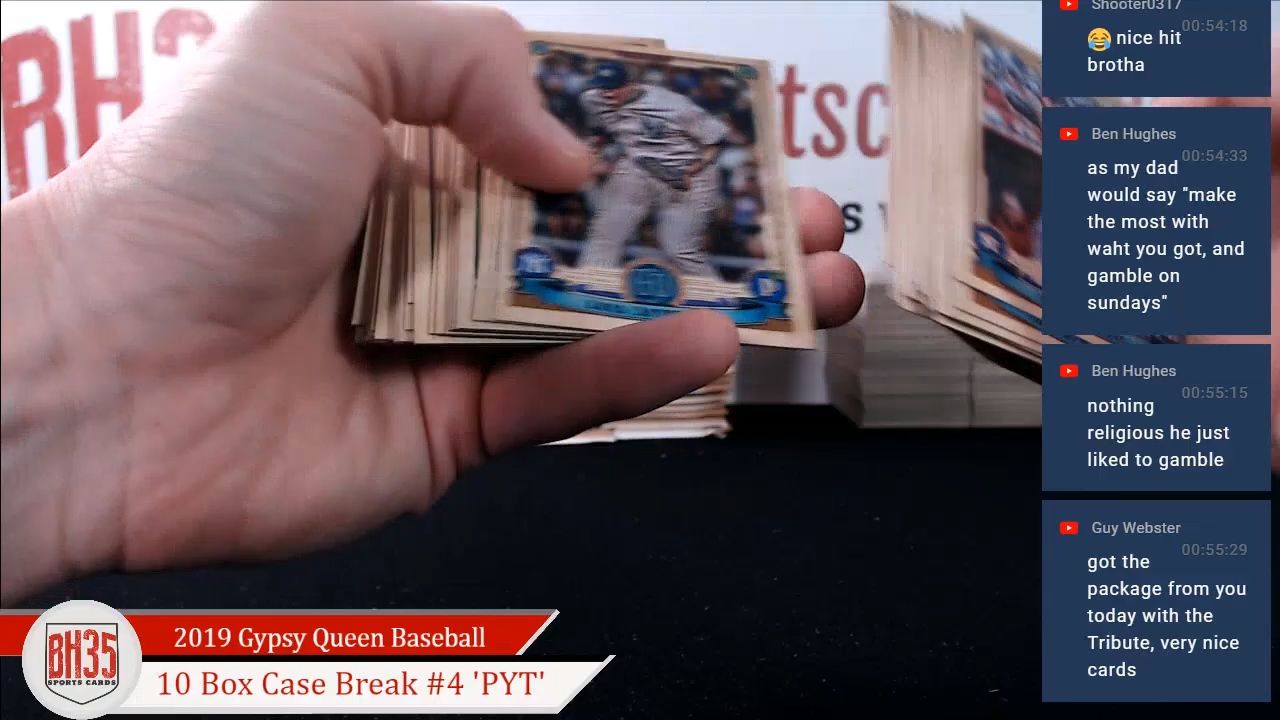 BH3
tsc
s
Shooter0317
00:54:18
😂 nice hit
brotha
Ben Hughes
00:54:33
as my dad
would say "make
the most with
waht you got, and
gamble on
sundays"
Ben Hughes
00:55:15
nothing
religious he just
liked to gamble
Guy Webster
00:55:29
got the
package from you
today with the
Tribute, very nice
cards
BH35
SPORTS CARDS
2019 Gypsy Queen Baseball
10 Box Case Break #4 'PYT'